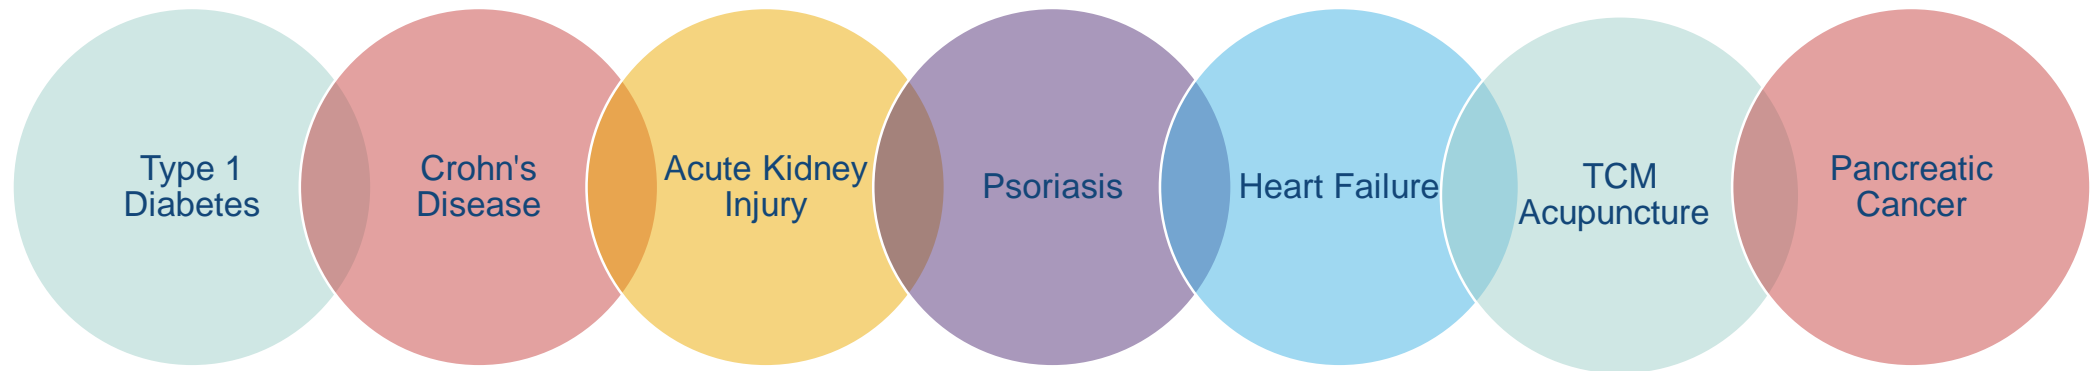 Type 1
Diabetes
Crohn's
Disease
Acute Kidney
Injury
Psoriasis
Heart Failure
TCM
Acupuncture
Pancreatic
Cancer